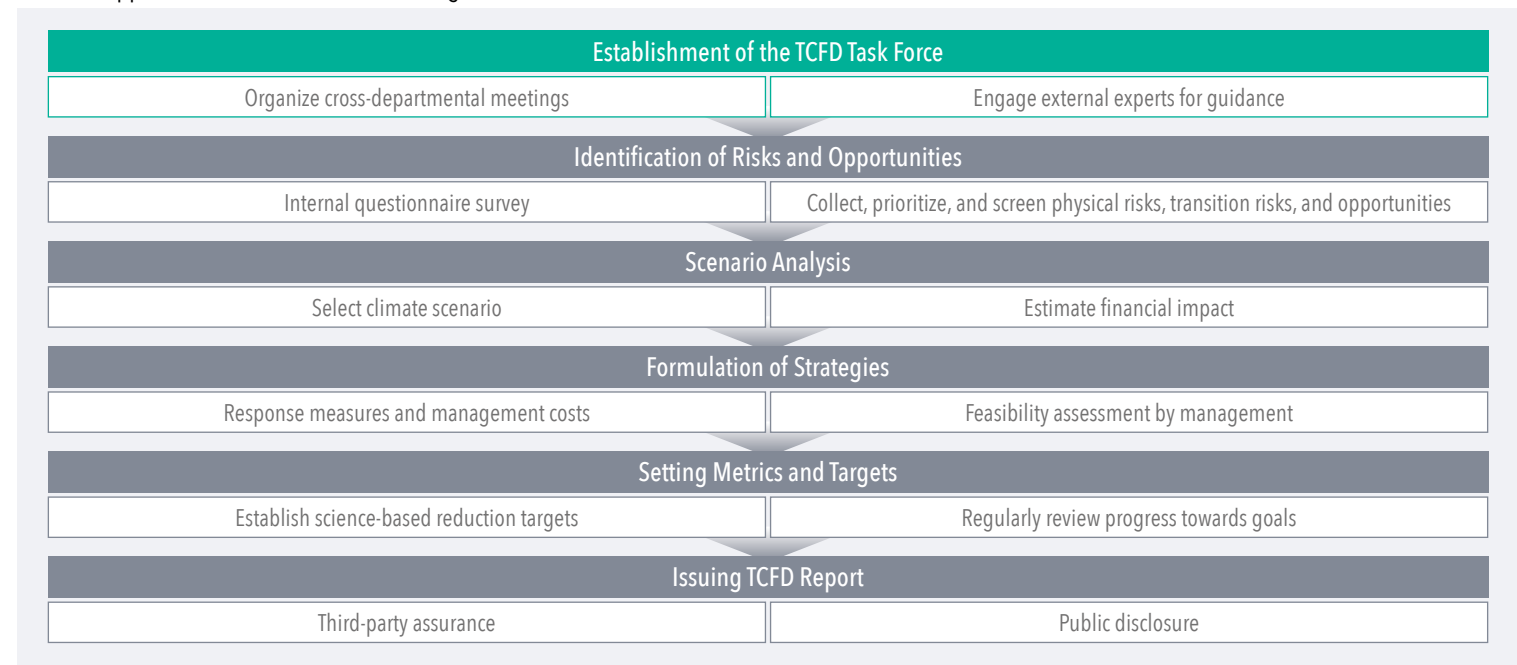 Establishment of the TCFD Task Force
Organize cross-departmental meetings
Engage external experts for guidance
Identification of Risks and Opportunities
Internal questionnaire survey
Collect, prioritize, and screen physical risks, transition risks, and opportunities
Scenario Analysis
Select climate scenario
Estimate financial impact
Formulation of Strategies
Response measures and management costs
Feasibility assessment by management
Setting Metrics and Targets
Establish science-based reduction targets
Regularly review progress towards goals
Issuing TCFD Report
Third-party assurance
Public disclosure